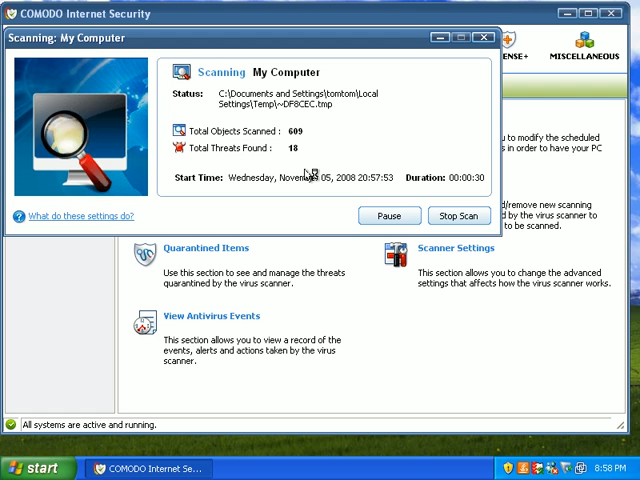 COMODO Internet Security
Scanning: My Computer
ENSE+
MISCELLANEOUS
Scanning My Computer
Status: C:\Documents and Settings\tomtom\Local
Settings\Temp\~DF8CEC.tmp
Total Objects Scanned : 609
Total Threats Found : 18
Start Time: Wednesday, November 05, 2008 20:57:53 Duration: 00:00:30
What do these settings do?
Pause
Stop Scan
u to modify the scheduled
s in order to have your PC
d/remove new scanning
d by the virus scanner to
to be scanned.
Quarantined Items
Use this section to see and manage the threats
quarantined by the virus scanner.
Scanner Settings
This section allows you to change the advanced
settings that affects how the virus scanner works.
View Antivirus Events
This section allows you to view a record of the
events, alerts and actions taken by the virus
scanner.
All systems are active and running.
start
COMODO Internet Se...
8:58 PM